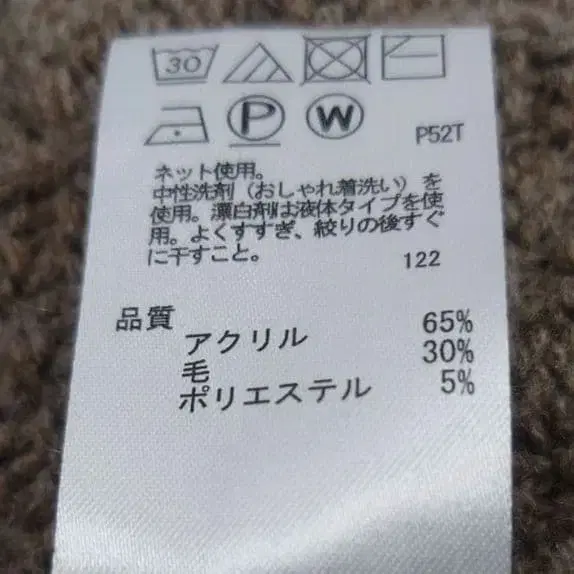 30
P W
P52T
ネット使用。
中性洗剤（おしゃれ着洗い）を
使用。漂白剤は液体タイプを使
用。よくすすぎ、絞りの後すぐ
に干すこと。
122
品質
アクリル 65%
毛 30%
ポリエステル 5%